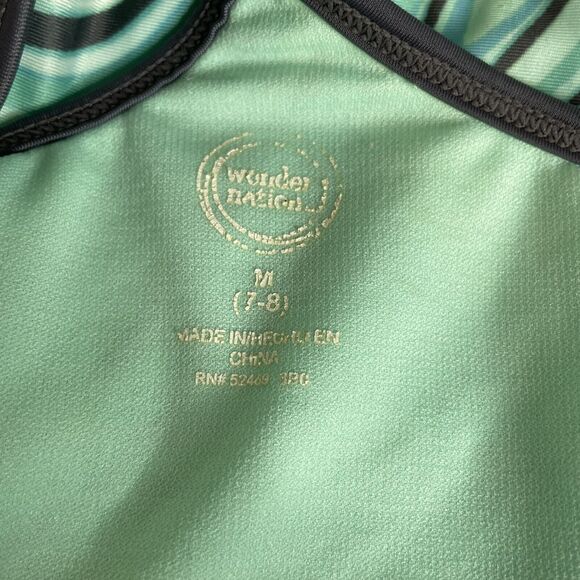 wonder
nation
M
(7-8)
MADE IN/HECHO EN
CHINA
RN# 52469